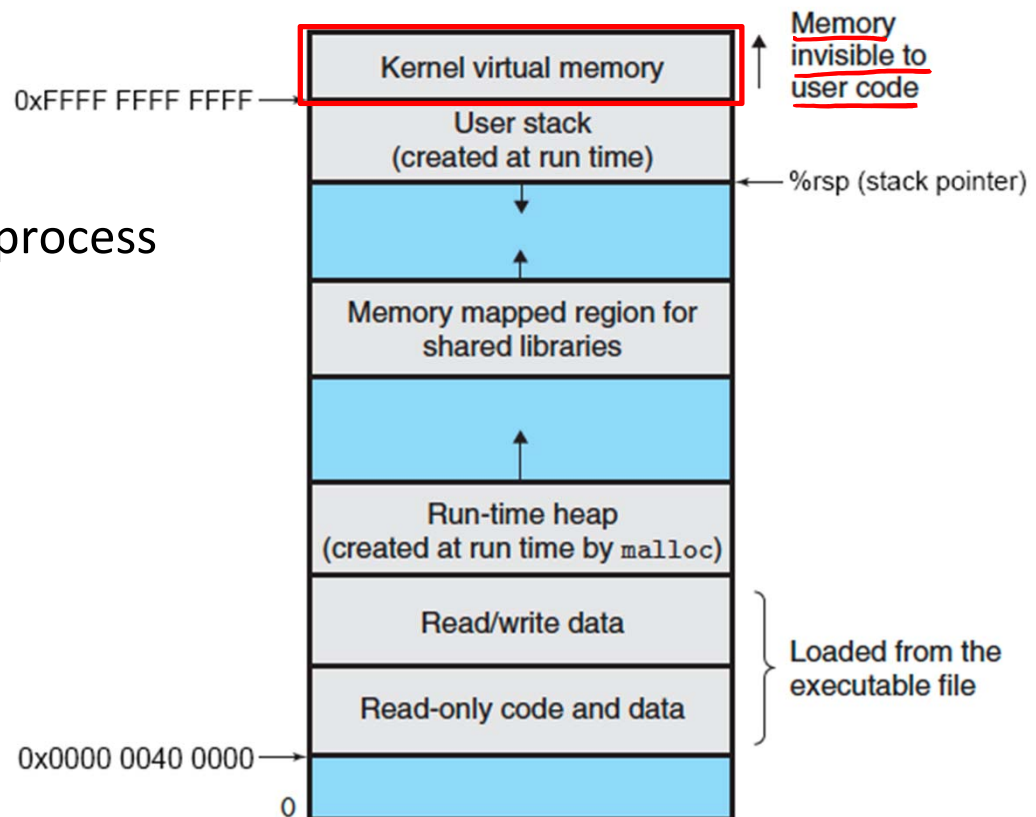 Memory
invisible to
user code
Kernel virtual memory
0xFFFF FFFF FFFF
User stack
(created at run time)
%rsp (stack pointer)
process
Memory mapped region for
shared libraries
Run-time heap
(created at run time by malloc)
Read/write data
Loaded from the
executable file
Read-only code and data
0x0000 0040 0000
0